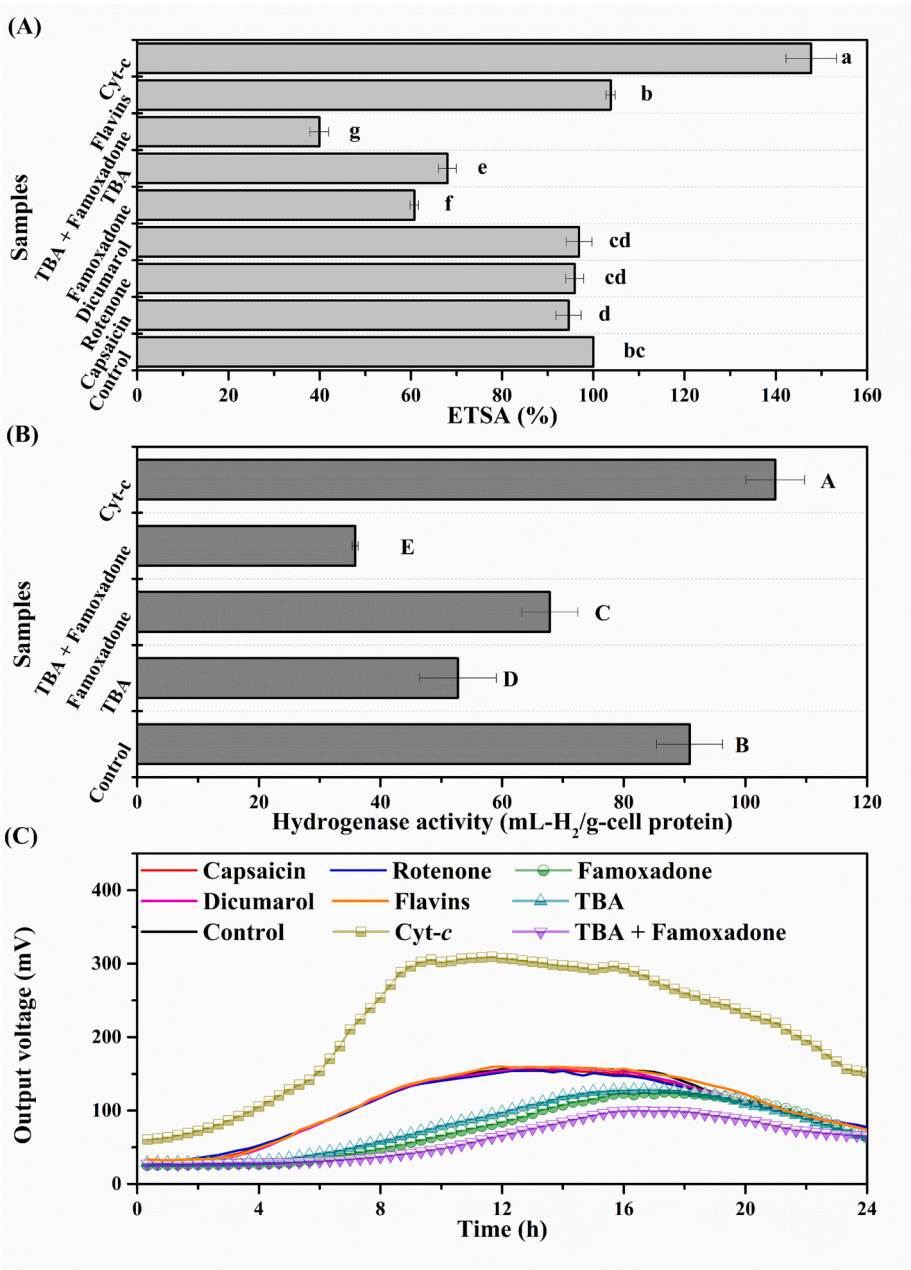 (A)
Samples
Cyt-c
Flavins
TBA + Famoxadone
TBA
Famoxadone
Dicumarol
Rotenone
Capsaicin
Control
a
b
g
e
f
cd
cd
d
bc
0 20 40 60 80 100 120 140 160
ETSA (%)
(B)
Samples
Cyt-c
TBA + Famoxadone
Famoxadone
TBA
Control
A
E
C
D
B
0 20 40 60 80 100 120
Hydrogenase activity (mL-H₂/g-cell protein)
(C)
Output voltage (mV)
400
300
200
100
0
Capsaicin Rotenone Famoxadone
Dicumarol Flavins TBA
Control Cyt-c TBA + Famoxadone
0 4 8 12 16 20 24
Time (h)